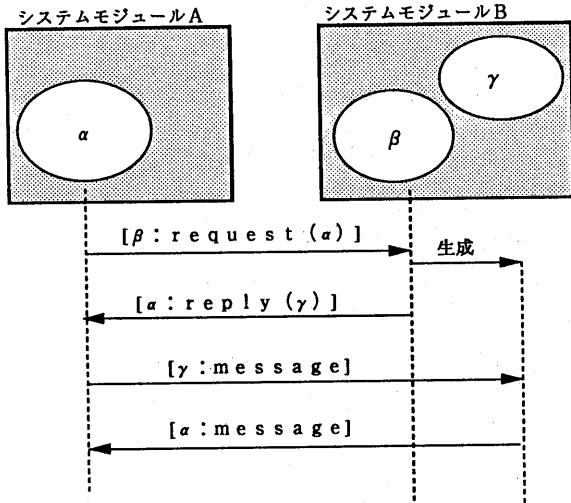 システムモジュールA
システムモジュールB
α
β
γ
[β:request(α)]
生成
[α:reply(γ)]
[γ:message]
[α:message]